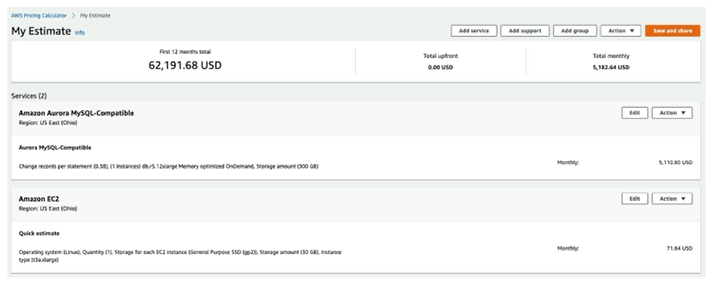 AWS Pricing Calculator > My Estimate
My Estimate Info
Add service
Add support
Add group
Action ▼
Save and share
First 12 months total
62,191.68 USD
Total upfront
0.00 USD
Total monthly
5,182.64 USD
Services (2)
Amazon Aurora MySQL-Compatible
Edit
Action ▼
Region: US East (Ohio)
Aurora MySQL-Compatible
Change records per statement (0.38), (1 instances) db.r5.12xlarge Memory optimized OnDemand, Storage amount (300 GB)
Monthly:
5,110.80 USD
Amazon EC2
Edit
Action ▼
Region: US East (Ohio)
Quick estimate
Operating system (Linux), Quantity (1), Storage for each EC2 instance (General Purpose SSD (gp2)), Storage amount (30 GB), Instance
type (t3a.xlarge)
Monthly:
71.84 USD